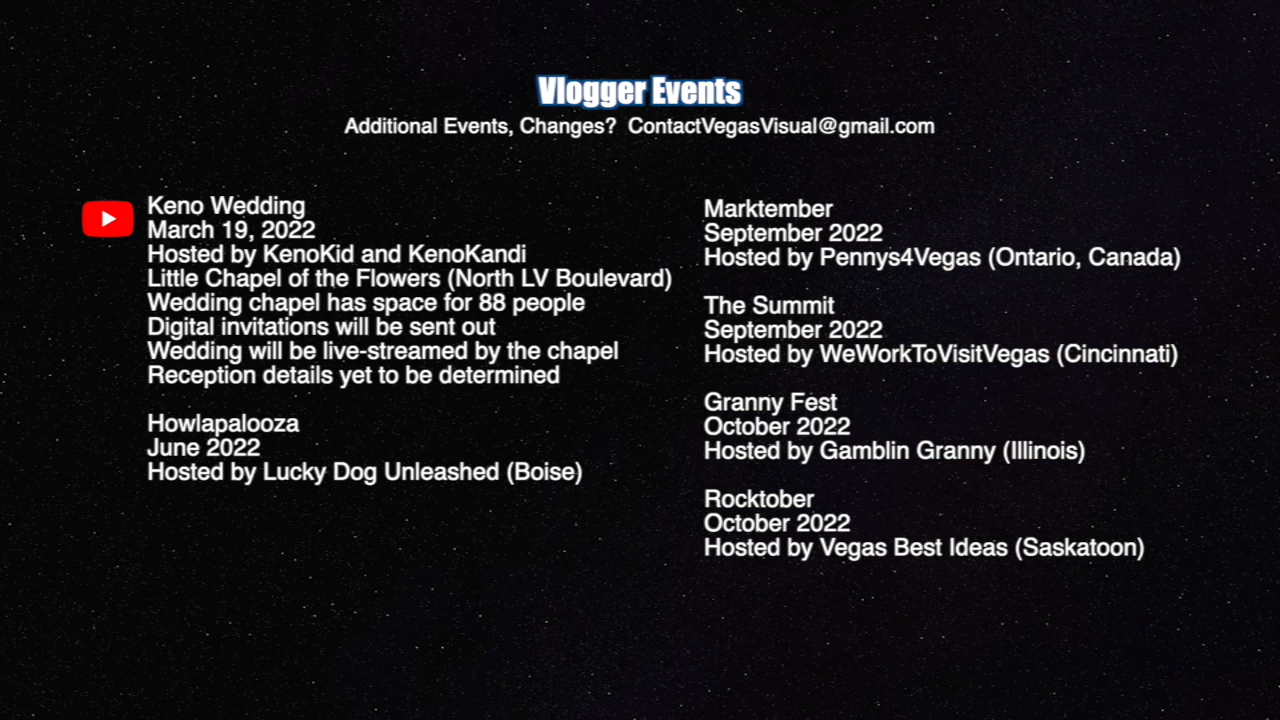 Vlogger Events
Additional Events, Changes?  ContactVegasVisual@gmail.com
Keno Wedding
March 19, 2022
Hosted by KenoKid and KenoKandi
Little Chapel of the Flowers (North LV Boulevard)
Wedding chapel has space for 88 people
Digital invitations will be sent out
Wedding will be live-streamed by the chapel
Reception details yet to be determined
Howlapalooza
June 2022
Hosted by Lucky Dog Unleashed (Boise)
Marktember
September 2022
Hosted by Pennys4Vegas (Ontario, Canada)
The Summit
September 2022
Hosted by WeWorkToVisitVegas (Cincinnati)
Granny Fest
October 2022
Hosted by Gamblin Granny (Illinois)
Rocktober
October 2022
Hosted by Vegas Best Ideas (Saskatoon)